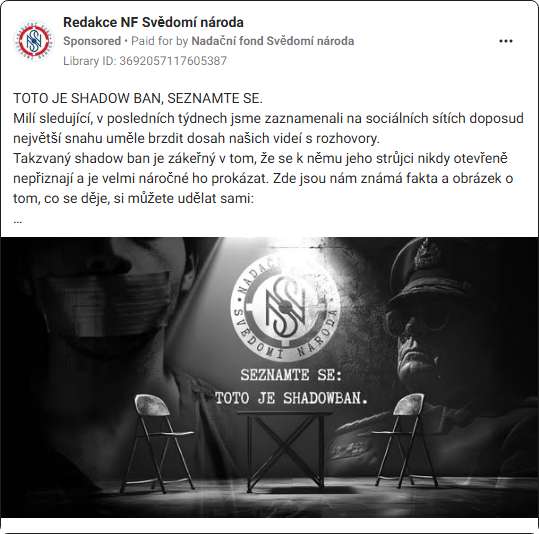 Redakce NF Svědomí národa
Sponsored • Paid for by Nadační fond Svědomí národa
Library ID: 3692057117605387
TOTO JE SHADOW BAN, SEZNAMTE SE.
Milí sledující, v posledních týdnech jsme zaznamenali na sociálních sítích doposud
největší snahu uměle brzdit dosah našich videí s rozhovory.
Takzvaný shadow ban je zákeřný v tom, že se k němu jeho strůjci nikdy otevřeně
nepřiznají a je velmi náročné ho prokázat. Zde jsou nám známá fakta a obrázek o
tom, co se děje, si můžete udělat sami:
...
NADAČNÍ FOND
SVĚDOMÍ NÁRODA
SEZNAMTE SE:
TOTO JE SHADOWBAN.